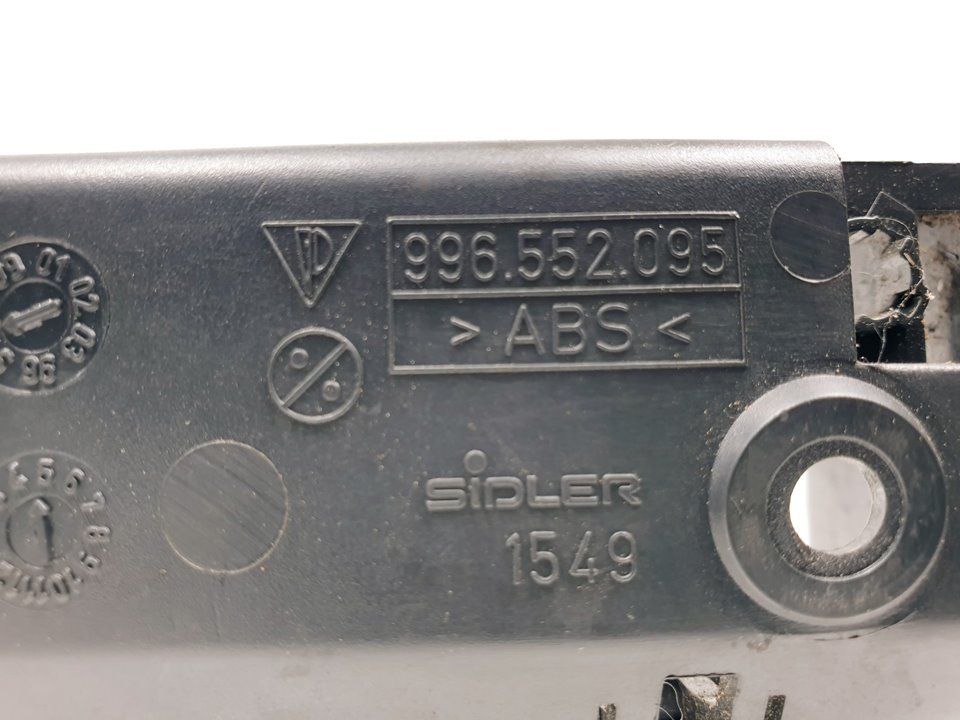 996.552.095
> ABS <
SiDLER
1549